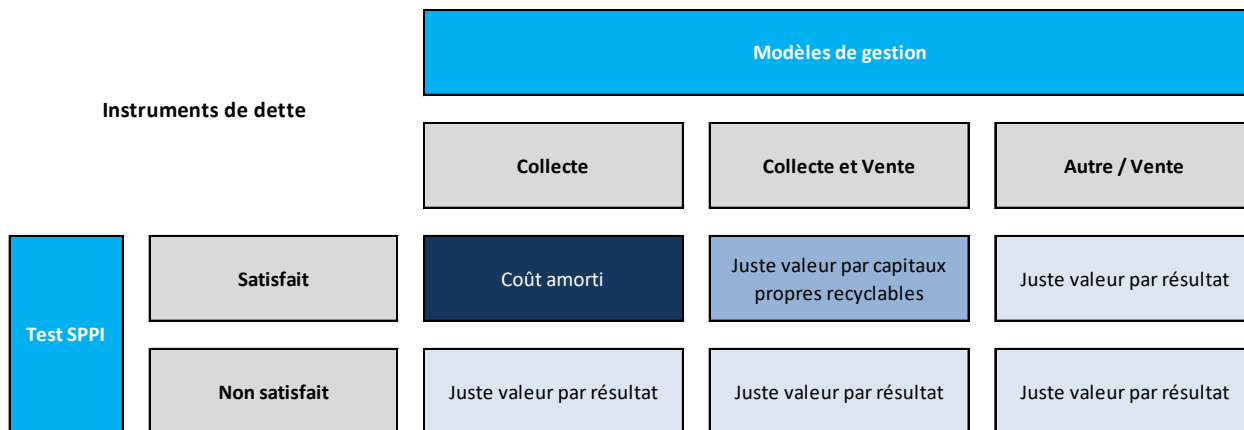 Modèles de gestion
Instruments de dette
Collecte
Collecte et Vente
Autre / Vente
Test SPPI
Satisfait
Coût amorti
Juste valeur par capitaux
propres recyclables
Juste valeur par résultat
Non satisfait
Juste valeur par résultat
Juste valeur par résultat
Juste valeur par résultat